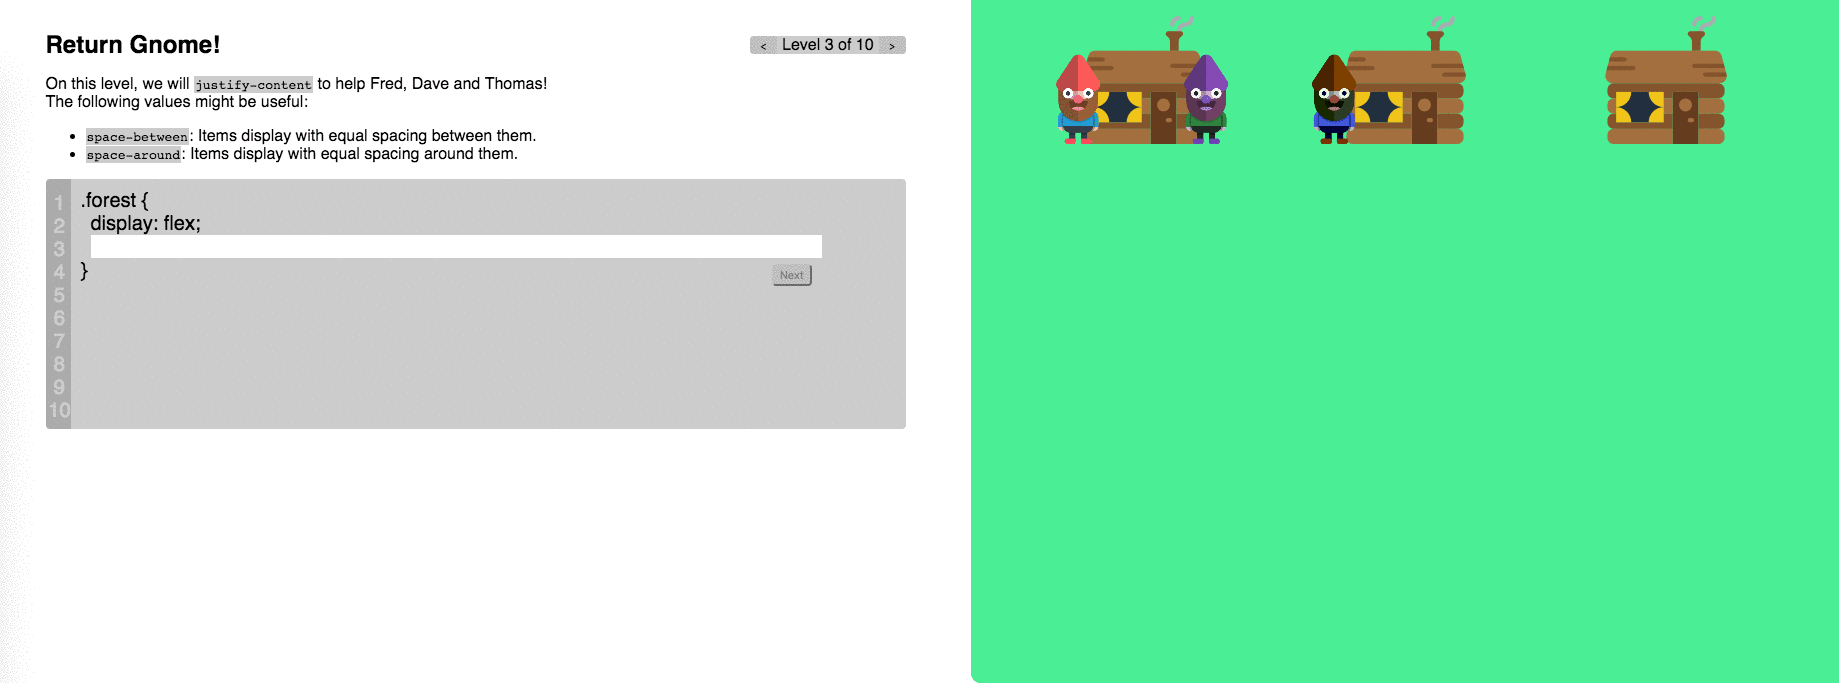 Return Gnome!
< Level 3 of 10 >
On this level, we will justify-content to help Fred, Dave and Thomas!
The following values might be useful:
• space-between: Items display with equal spacing between them.
• space-around: Items display with equal spacing around them.
1 .forest {
2 display: flex;
3
4 }
Next
5
6
7
8
9
10